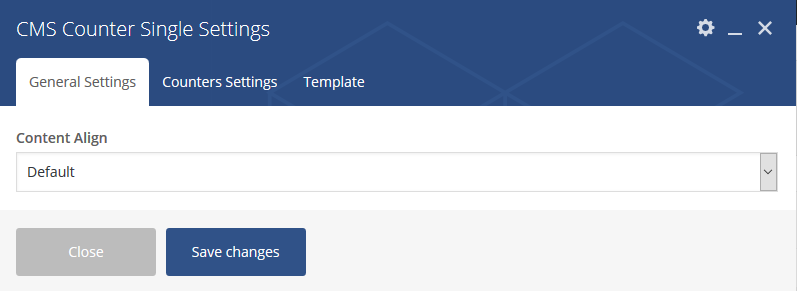 CMS Counter Single Settings
General Settings Counters Settings Template
Content Align
Default
Close Save changes